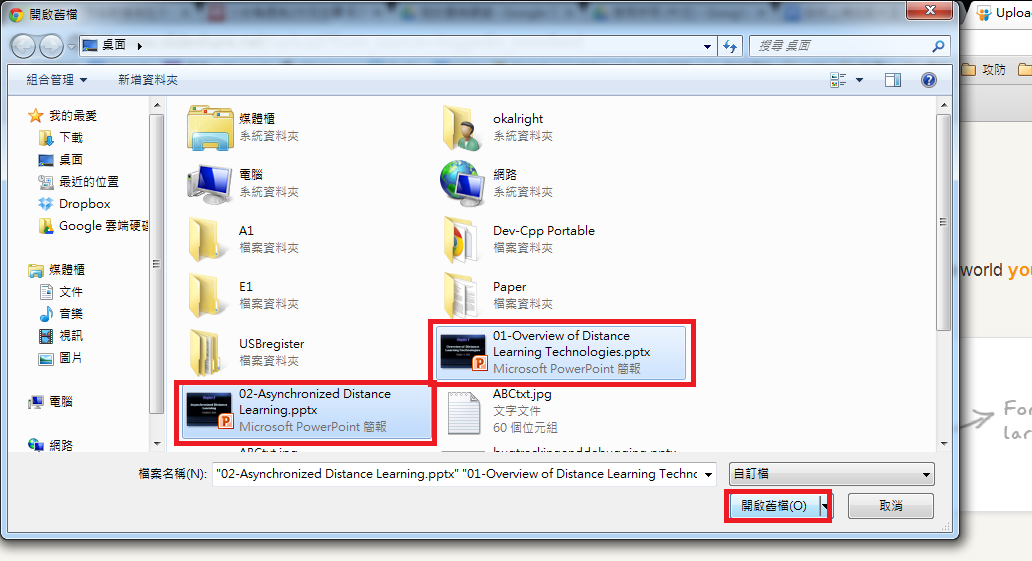 開啟舊檔
Uploa
桌面
搜尋 桌面
攻防
組合管理
新增資料夾
我的最愛
下載
桌面
最近的位置
Dropbox
Google 雲端硬碟
媒體櫃
文件
音樂
視訊
圖片
電腦
網路
媒體櫃
系統資料夾
okalright
系統資料夾
電腦
系統資料夾
網路
系統資料夾
A1
檔案資料夾
Dev-Cpp Portable
檔案資料夾
E1
檔案資料夾
Paper
檔案資料夾
USBregister
檔案資料夾
01-Overview of Distance
Learning Technologies.pptx
Microsoft PowerPoint 簡報
02-Asynchronized Distance
Learning.pptx
Microsoft PowerPoint 簡報
ABCtxt.jpg
文字文件
60 個位元組
world you
For
lar
檔案名稱(N):
"02-Asynchronized Distance Learning.pptx" "01-Overview of Distance Learning Techno
自訂檔
開啟舊檔(O)
取消